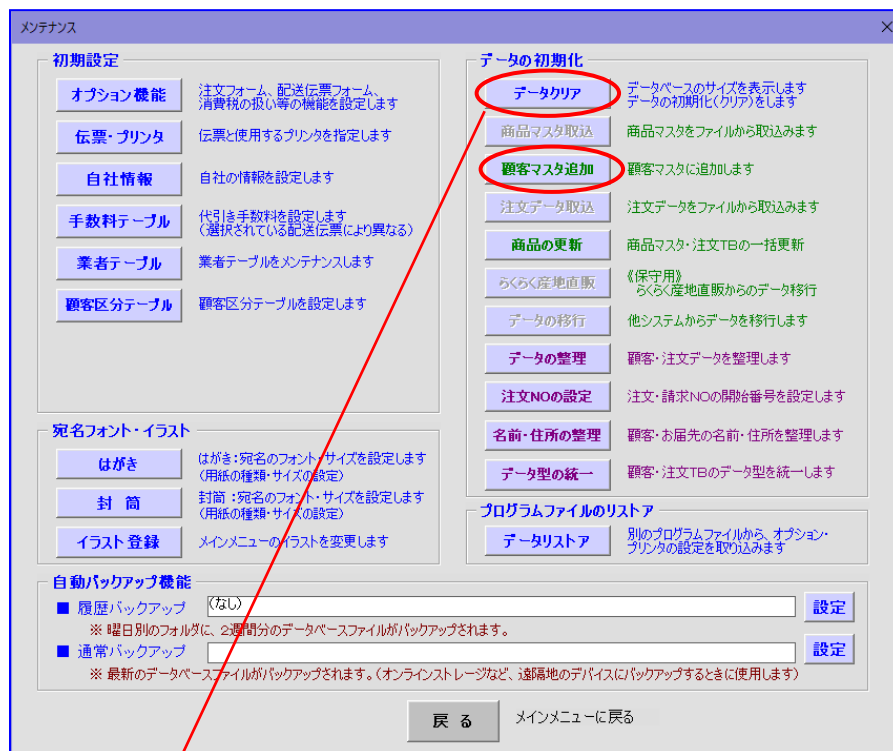 メンテナンス
×
初期設定
オプション機能
注文フォーム、配送伝票フォーム、
消費税の扱い等の機能を設定します
伝票・プリンタ
伝票と使用するプリンタを指定します
自社情報
自社の情報を設定します
手数料テーブル
代引き手数料を設定します
(選択されている配送伝票により異なる)
業者テーブル
業者テーブルをメンテナンスします
顧客区分テーブル
顧客区分テーブルを設定します
宛名フォント・イラスト
はがき
はがき:宛名のフォント・サイズを設定します
(用紙の種類・サイズの設定)
封 筒
封筒:宛名のフォント・サイズを設定します
(用紙の種類・サイズの設定)
イラスト登録
メインメニューのイラストを変更します
データの初期化
データクリア
データベースのサイズを表示します
データの初期化(クリア)をします
商品マスタ取込
商品マスタをファイルから取込みます
顧客マスタ追加
顧客マスタに追加します
注文データ取込
注文データをファイルから取込みます
商品の更新
商品マスタ・注文TBの一括更新
らくらく産地直販
《保守用》
らくらく産地直販からのデータ移行
データの移行
他システムからデータを移行します
データの整理
顧客・注文データを整理します
注文NOの設定
注文・請求NOの開始番号を設定します
名前・住所の整理
顧客・お届先の名前・住所を整理します
データ型の統一
顧客・注文TBのデータ型を統一します
プログラムファイルのリストア
データリストア
別のプログラムファイルから、オプション・
プリンタの設定を取り込みます
自動バックアップ機能
■ 履歴バックアップ
(なし)
設定
※ 曜日別のフォルダに、2週間分のデータベースファイルがバックアップされます。
■ 通常バックアップ
設定
※ 最新のデータベースファイルがバックアップされます。(オンラインストレージなど、遠隔地のデバイスにバックアップするときに使用します)
戻 る
メインメニューに戻る